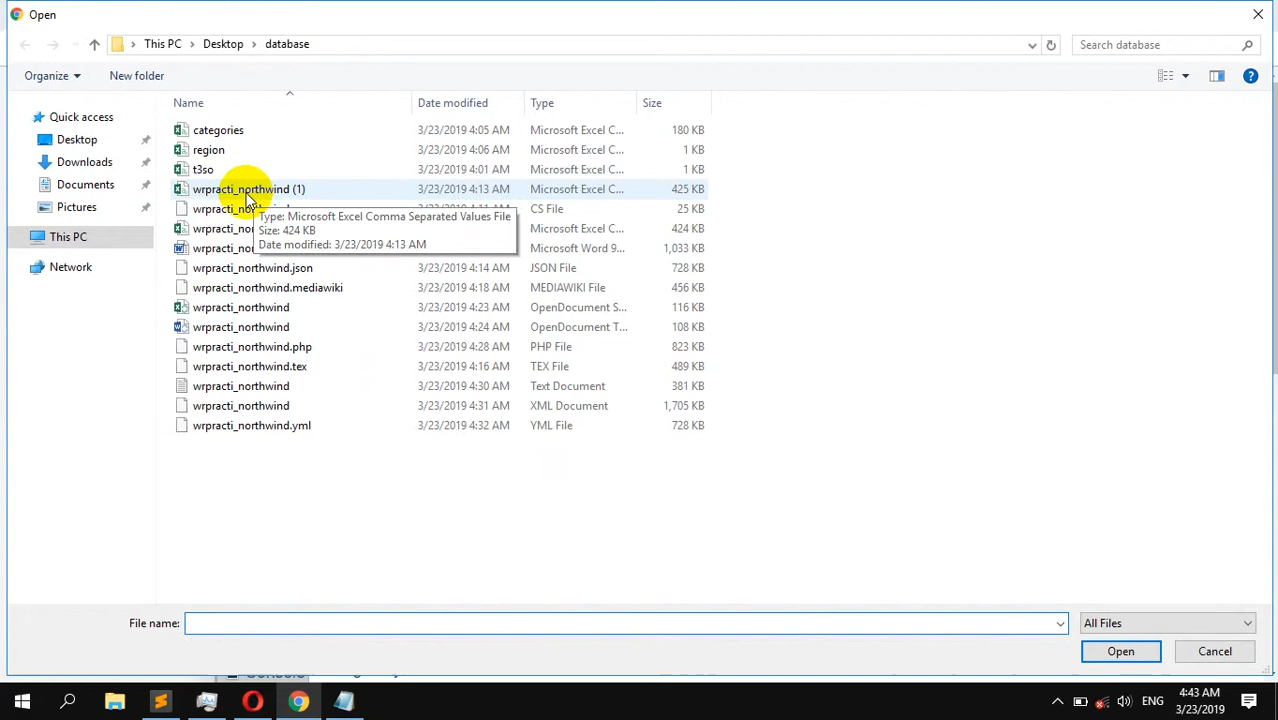 Open
This PC Desktop database
Search database
Organize New folder
Name Date modified Type Size
Quick access
Desktop
Downloads
Documents
Pictures
This PC
Network
categories 3/23/2019 4:05 AM Microsoft Excel C... 180 KB
region 3/23/2019 4:06 AM Microsoft Excel C... 1 KB
t3so 3/23/2019 4:01 AM Microsoft Excel C... 1 KB
wrpracti_northwind (1) 3/23/2019 4:13 AM Microsoft Excel C... 425 KB
CS File 25 KB
Microsoft Excel C... 424 KB
Microsoft Word 9... 1,033 KB
Type: Microsoft Excel Comma Separated Values File
Size: 424 KB
Date modified: 3/23/2019 4:13 AM
wrpracti_northwind.json 3/23/2019 4:14 AM JSON File 728 KB
wrpracti_northwind.mediawiki 3/23/2019 4:18 AM MEDIAWIKI File 456 KB
wrpracti_northwind 3/23/2019 4:23 AM OpenDocument S... 116 KB
wrpracti_northwind 3/23/2019 4:24 AM OpenDocument T... 108 KB
wrpracti_northwind.php 3/23/2019 4:28 AM PHP File 823 KB
wrpracti_northwind.tex 3/23/2019 4:16 AM TEX File 489 KB
wrpracti_northwind 3/23/2019 4:30 AM Text Document 381 KB
wrpracti_northwind 3/23/2019 4:31 AM XML Document 1,705 KB
wrpracti_northwind.yml 3/23/2019 4:32 AM YML File 728 KB
File name: All Files
Open Cancel
ENG 4:43 AM
3/23/2019